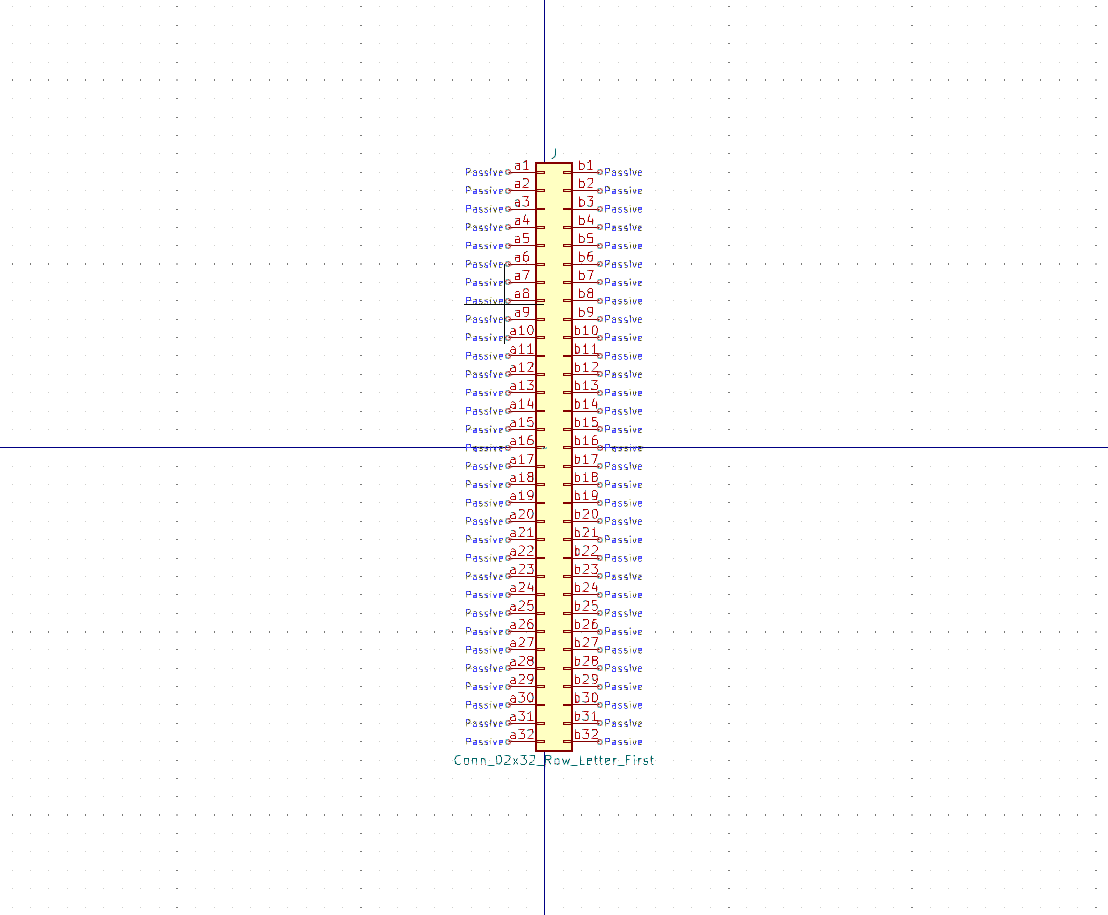 J
Passive a1 b1 Passive
Passive a2 b2 Passive
Passive a3 b3 Passive
Passive a4 b4 Passive
Passive a5 b5 Passive
Passive a6 b6 Passive
Passive a7 b7 Passive
Passive a8 b8 Passive
Passive a9 b9 Passive
Passive a10 b10 Passive
Passive a11 b11 Passive
Passive a12 b12 Passive
Passive a13 b13 Passive
Passive a14 b14 Passive
Passive a15 b15 Passive
Passive a16 b16 Passive
Passive a17 b17 Passive
Passive a18 b18 Passive
Passive a19 b19 Passive
Passive a20 b20 Passive
Passive a21 b21 Passive
Passive a22 b22 Passive
Passive a23 b23 Passive
Passive a24 b24 Passive
Passive a25 b25 Passive
Passive a26 b26 Passive
Passive a27 b27 Passive
Passive a28 b28 Passive
Passive a29 b29 Passive
Passive a30 b30 Passive
Passive a31 b31 Passive
Passive a32 b32 Passive
Conn_02x32_Row_Letter_First